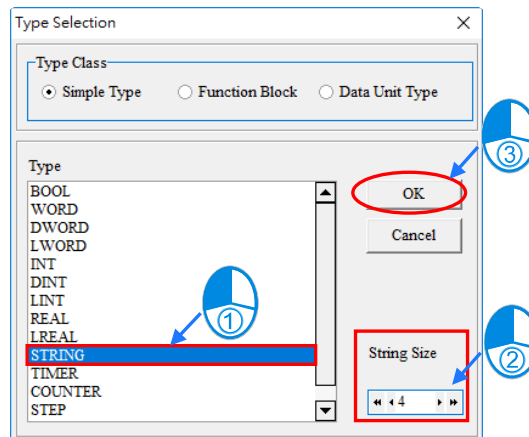 Type Selection
Type Class
Simple Type
Function Block
Data Unit Type
Type
BOOL
WORD
DWORD
LWORD
INT
DINT
LINT
REAL
LREAL
STRING
TIMER
COUNTER
STEP
OK
Cancel
String Size
4
①
②
③